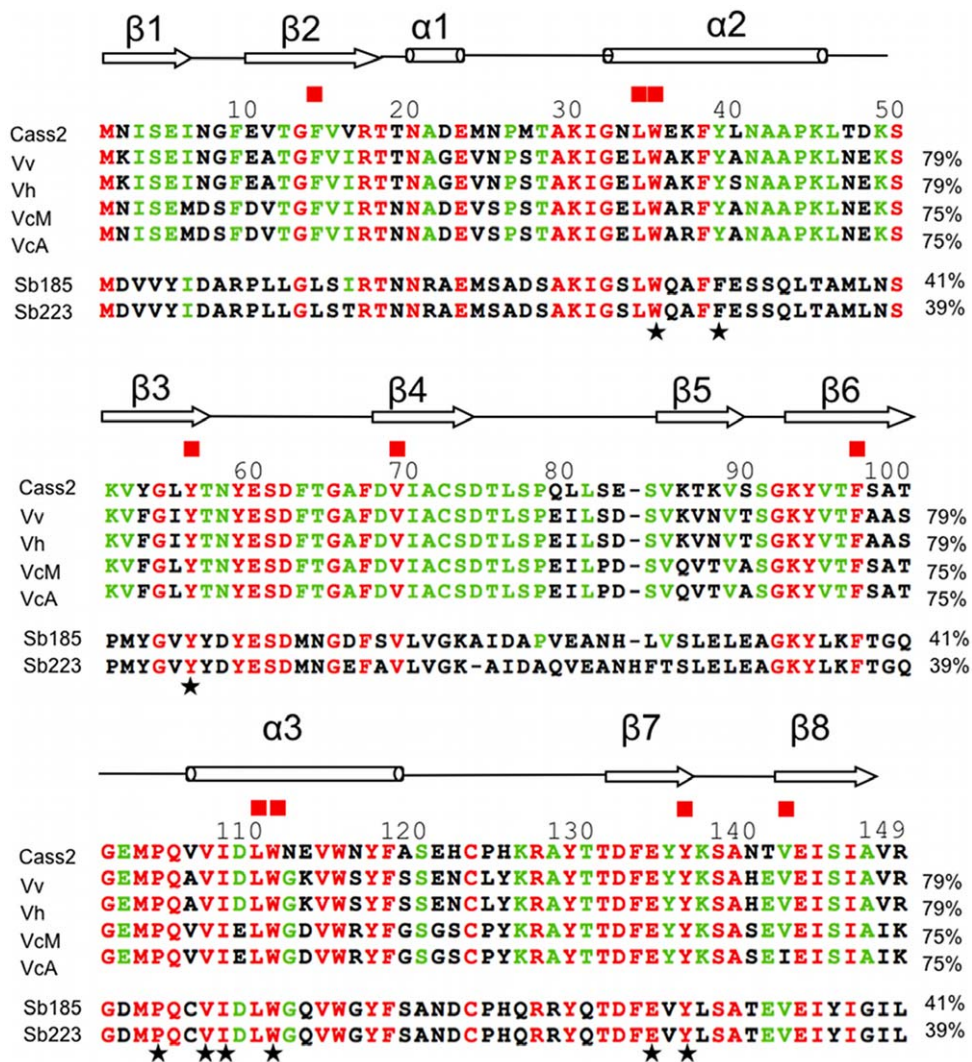 β1 β2 α1 α2
10 20 30 40 50
Cass2 MNISEINGFEVTGFVVRTTNADEMNPMTAKIGNLWEKFYLNAAPKLTDKS
Vv MKISEINGFEATGFVIRTTNAGEVNPSTAKIGELWAKFYANAAPKLNEKS 79%
Vh MKISEINGFEATGFVIRTTNAGEVNPSTAKIGELWAKFYSNAAPKLNEKS 79%
VcM MNISEMDSFDVTGFVIRTNNADEVSPSTAKIGELWARFYANAAPKLNEKS 75%
VcA MNISEMDSFDVTGFVIRTNNADEVSPSTAKIGELWARFYANAAPKLNEKS 75%
Sb185 MDVVYIDARPLLGLSIRTNNRAEMSADSAKIGSLWQAFFESSQLTAMLNS 41%
Sb223 MDVVYIDARPLLGLSTRTNNRAEMSADSAKIGSLWQAFFESSQLTAMLNS 39%
β3 β4 β5 β6
60 70 80 90 100
Cass2 KVYGLYTNYESDFTGAFDVIACSDTLSPQLLSE-SVKTKVSSGKYVTFSAT
Vv KVFGIYTNYESDFTGAFDVIACSDTLSPEILSD-SVKVNVTSGKYVTFAAS 79%
Vh KVFGIYTNYESDFTGAFDVIACSDTLSPEILSD-SVKVNVTSGKYVTFAAS 79%
VcM KVFGLYTNYESDFTGAFDVIACSDTLSPEILPD-SVQVTVASGKYVTFSAT 75%
VcA KVFGLYTNYESDFTGAFDVIACSDTLSPEILPD-SVQVTVASGKYVTFSAT 75%
Sb185 PMYGVYYDYESDMNGDFSVLVGKAIDAPVEANH-LVSLELEAGKYLKFTGQ 41%
Sb223 PMYGVYYDYESDMNGEFAVLVGK-AIDAQVEANHFTSLELEAGKYLKFTGQ 39%
α3 β7 β8
110 120 130 140 149
Cass2 GEMPQVVIDLWNEVWNYFASEHCPHKRAYTTDFEYYKSANTVEISIAVR
Vv GEMPQAVIDLWGKVWSYFSSENCLYKRAYTTDFEYYKSAHEVEISIAVR 79%
Vh GEMPQAVIDLWGKVWSYFSSENCLYKRAYTTDFEYYKSAHEVEISIAVR 79%
VcM GEMPQVVIELWGDVWRYFGSGSCPYKRAYTTDFEYYKSASEVEISIAIK 75%
VcA GEMPQVVIELWGDVWRYFGSGSCPYKRAYTTDFEYYKSASEIEISIAIK 75%
Sb185 GDMPQCVIDLWGQVWGYFSANDCPHQRRYQTDFEVYLSATEVEIYIGIL 41%
Sb223 GDMPQCVIDLWGQVWGYFSANDCPHQRRYQTDFEVYLSATEVEIYIGIL 39%